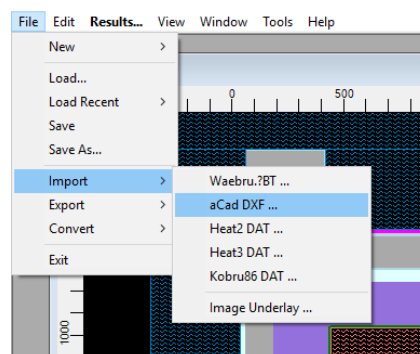 File Edit Results... View Window Tools Help
New
Load...
Load Recent
Save
Save As...
Import
Export
Convert
Exit
Waebru.?BT ...
aCad DXF ...
Heat2 DAT ...
Heat3 DAT ...
Kobru86 DAT ...
Image Underlay ...
0 500
1000